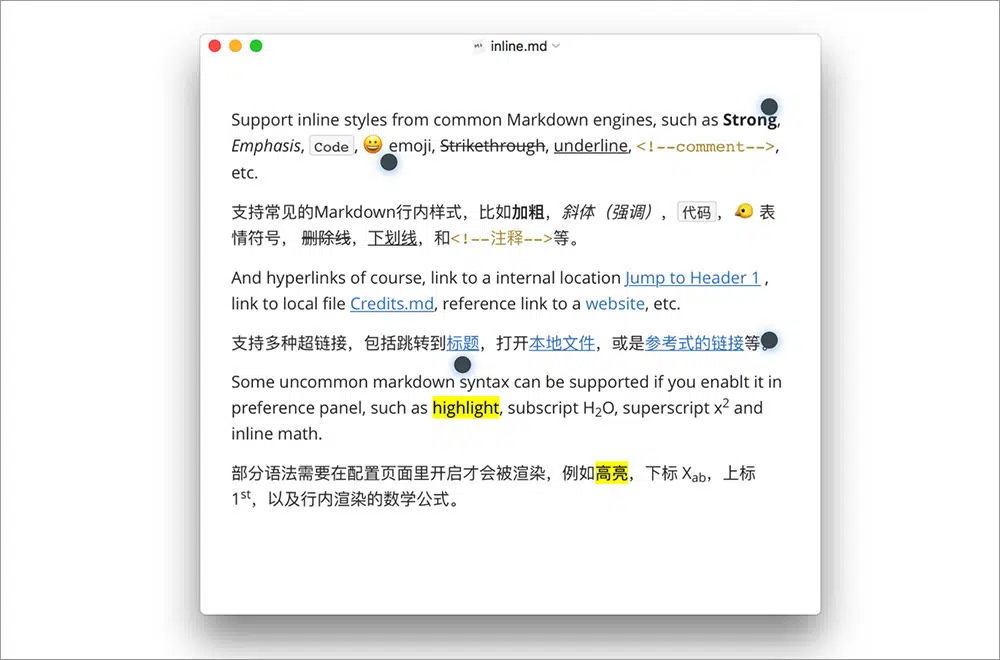 inline.md
Support inline styles from common Markdown engines, such as Strong,
Emphasis, Code, 😀 emoji, Strikethrough, underline, <!--comment-->,
etc.
支持常见的Markdown行内样式，比如加粗，斜体（强调），代码，🐤 表
情符号， 删除线，下划线，和<!--注释-->等。
And hyperlinks of course, link to a internal location Jump to Header 1 ,
link to local file Credits.md, reference link to a website, etc.
支持多种超链接，包括跳转到标题，打开本地文件，或是参考式的链接等。
Some uncommon markdown syntax can be supported if you enablt it in
preference panel, such as highlight, subscript H₂O, superscript x² and
inline math.
部分语法需要在配置页面里开启才会被渲染，例如高亮，下标 Xab，上标
1st，以及行内渲染的数学公式。